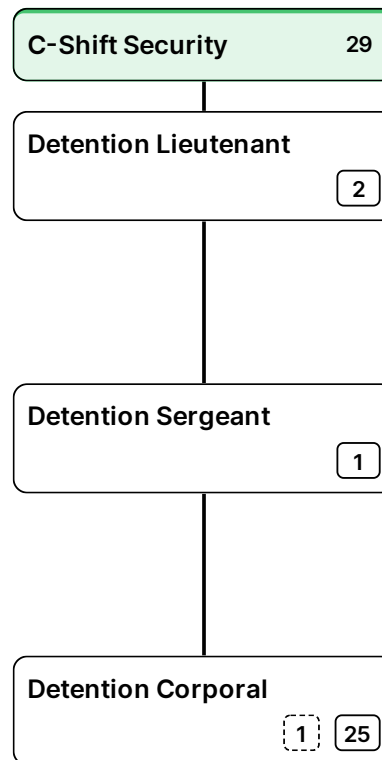 C-Shift Security 29
Detention Lieutenant
2
Detention Sergeant
1
Detention Corporal
1 25